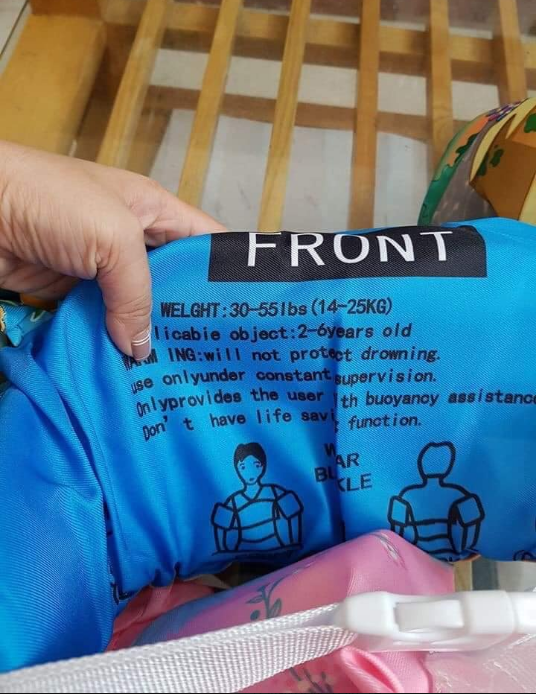 FRONT
WELGHT:30-55lbs(14-25KG)
licabie object:2-6years old
ING:will not protect drowning.
use onlyunder constant supervision.
Onlyprovides the user th buoyancy assistance
Don't have life savi function.
W AR
BU KLE